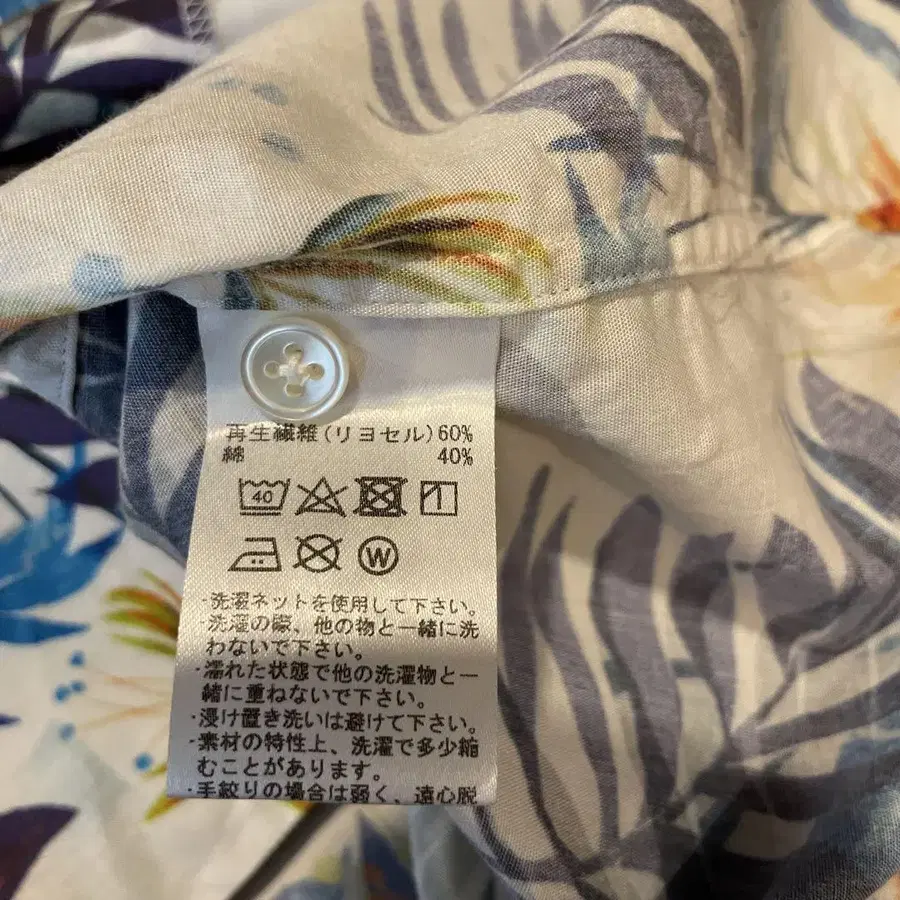 再生繊維(リヨセル)60%
綿 40%
40
W
・洗濯ネットを使用して下さい。
・洗濯の際、他の物と一緒に洗
わないで下さい。
・濡れた状態で他の洗濯物と一
緒に重ねないで下さい。
・浸け置き洗いは避けて下さい。
・素材の特性上、洗濯で多少縮
むことがあります。
・手絞りの場合は弱く、遠心脱